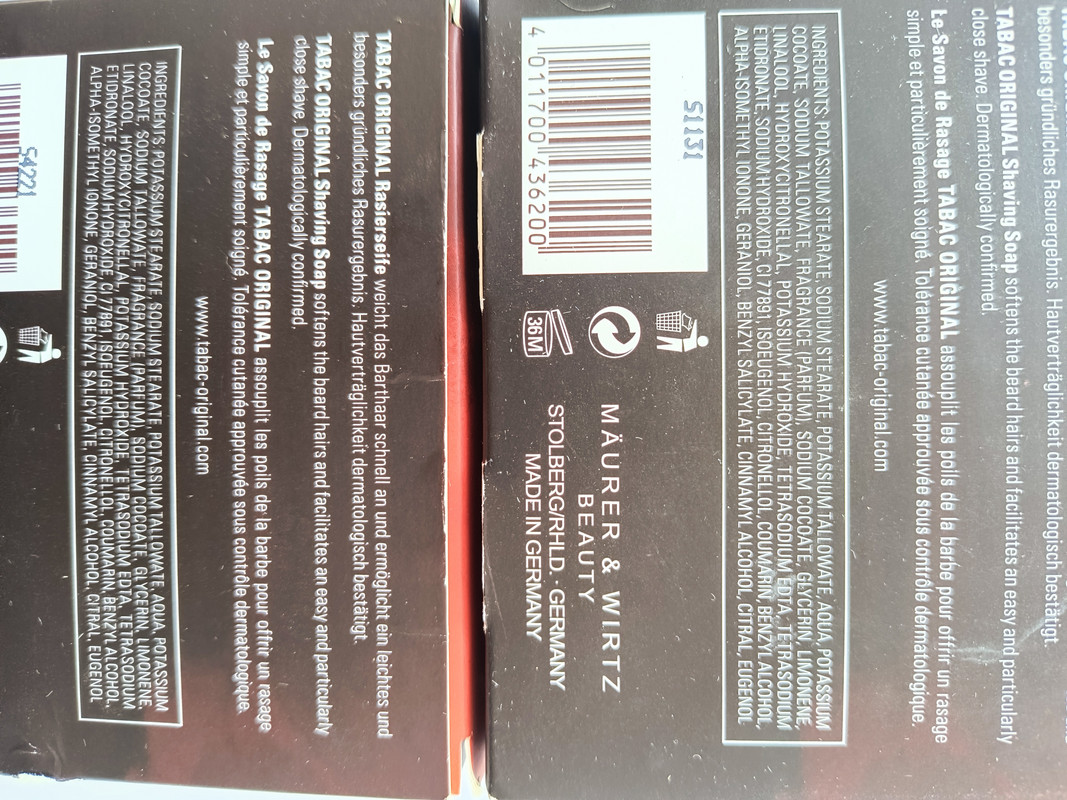 TABAC ORIGINAL Rasierseife weicht das Barthaar schnell an und ermöglicht ein leichtes und
besonders gründliches Rasurergebnis. Hautverträglichkeit dermatologisch bestätigt.
TABAC ORIGINAL Shaving Soap softens the beard hairs and facilitates an easy and particularly
close shave. Dermatologically confirmed.
Le Savon de Rasage TABAC ORIGINAL assouplit les poils de la barbe pour offrir un rasage
simple et particulièrement soigné. Tolérance cutanée approuvée sous contrôle dermatologique.
www.tabac-original.com
INGREDIENTS: POTASSIUM STEARATE, SODIUM STEARATE, POTASSIUM TALLOWATE, AQUA, POTASSIUM
COCOATE, SODIUM TALLOWATE, FRAGRANCE (PARFUM), SODIUM COCOATE, GLYCERIN, LIMONENE,
LINALOOL, HYDROXYCITRONELLAL, POTASSIUM HYDROXIDE, TETRASODIUM EDTA, TETRASODIUM
ETIDRONATE, SODIUM HYDROXIDE, CI 77891, ISOEUGENOL, CITRONELLOL, COUMARIN, BENZYL ALCOHOL,
ALPHA-ISOMETHYL IONONE, GERANIOL, BENZYL SALICYLATE, CINNAMYL ALCOHOL, CITRAL, EUGENOL
54221
besonders gründliches Rasurergebnis. Hautverträglichkeit dermatologisch bestätigt.
TABAC ORIGINAL Shaving Soap softens the beard hairs and facilitates an easy and particularly
close shave. Dermatologically confirmed.
Le Savon de Rasage TABAC ORIGINAL assouplit les poils de la barbe pour offrir un rasage
simple et particulièrement soigné. Tolérance cutanée approuvée sous contrôle dermatologique.
www.tabac-original.com
INGREDIENTS: POTASSIUM STEARATE, SODIUM STEARATE, POTASSIUM TALLOWATE, AQUA, POTASSIUM
COCOATE, SODIUM TALLOWATE, FRAGRANCE (PARFUM), SODIUM COCOATE, GLYCERIN, LIMONENE,
LINALOOL, HYDROXYCITRONELLAL, POTASSIUM HYDROXIDE, TETRASODIUM EDTA, TETRASODIUM
ETIDRONATE, SODIUM HYDROXIDE, CI 77891, ISOEUGENOL, CITRONELLOL, COUMARIN, BENZYL ALCOHOL,
ALPHA-ISOMETHYL IONONE, GERANIOL, BENZYL SALICYLATE, CINNAMYL ALCOHOL, CITRAL, EUGENOL
51131
4 011700 436200
36M
MÄURER & WIRTZ
BEAUTY
STOLBERG/RHLD. · GERMANY
MADE IN GERMANY